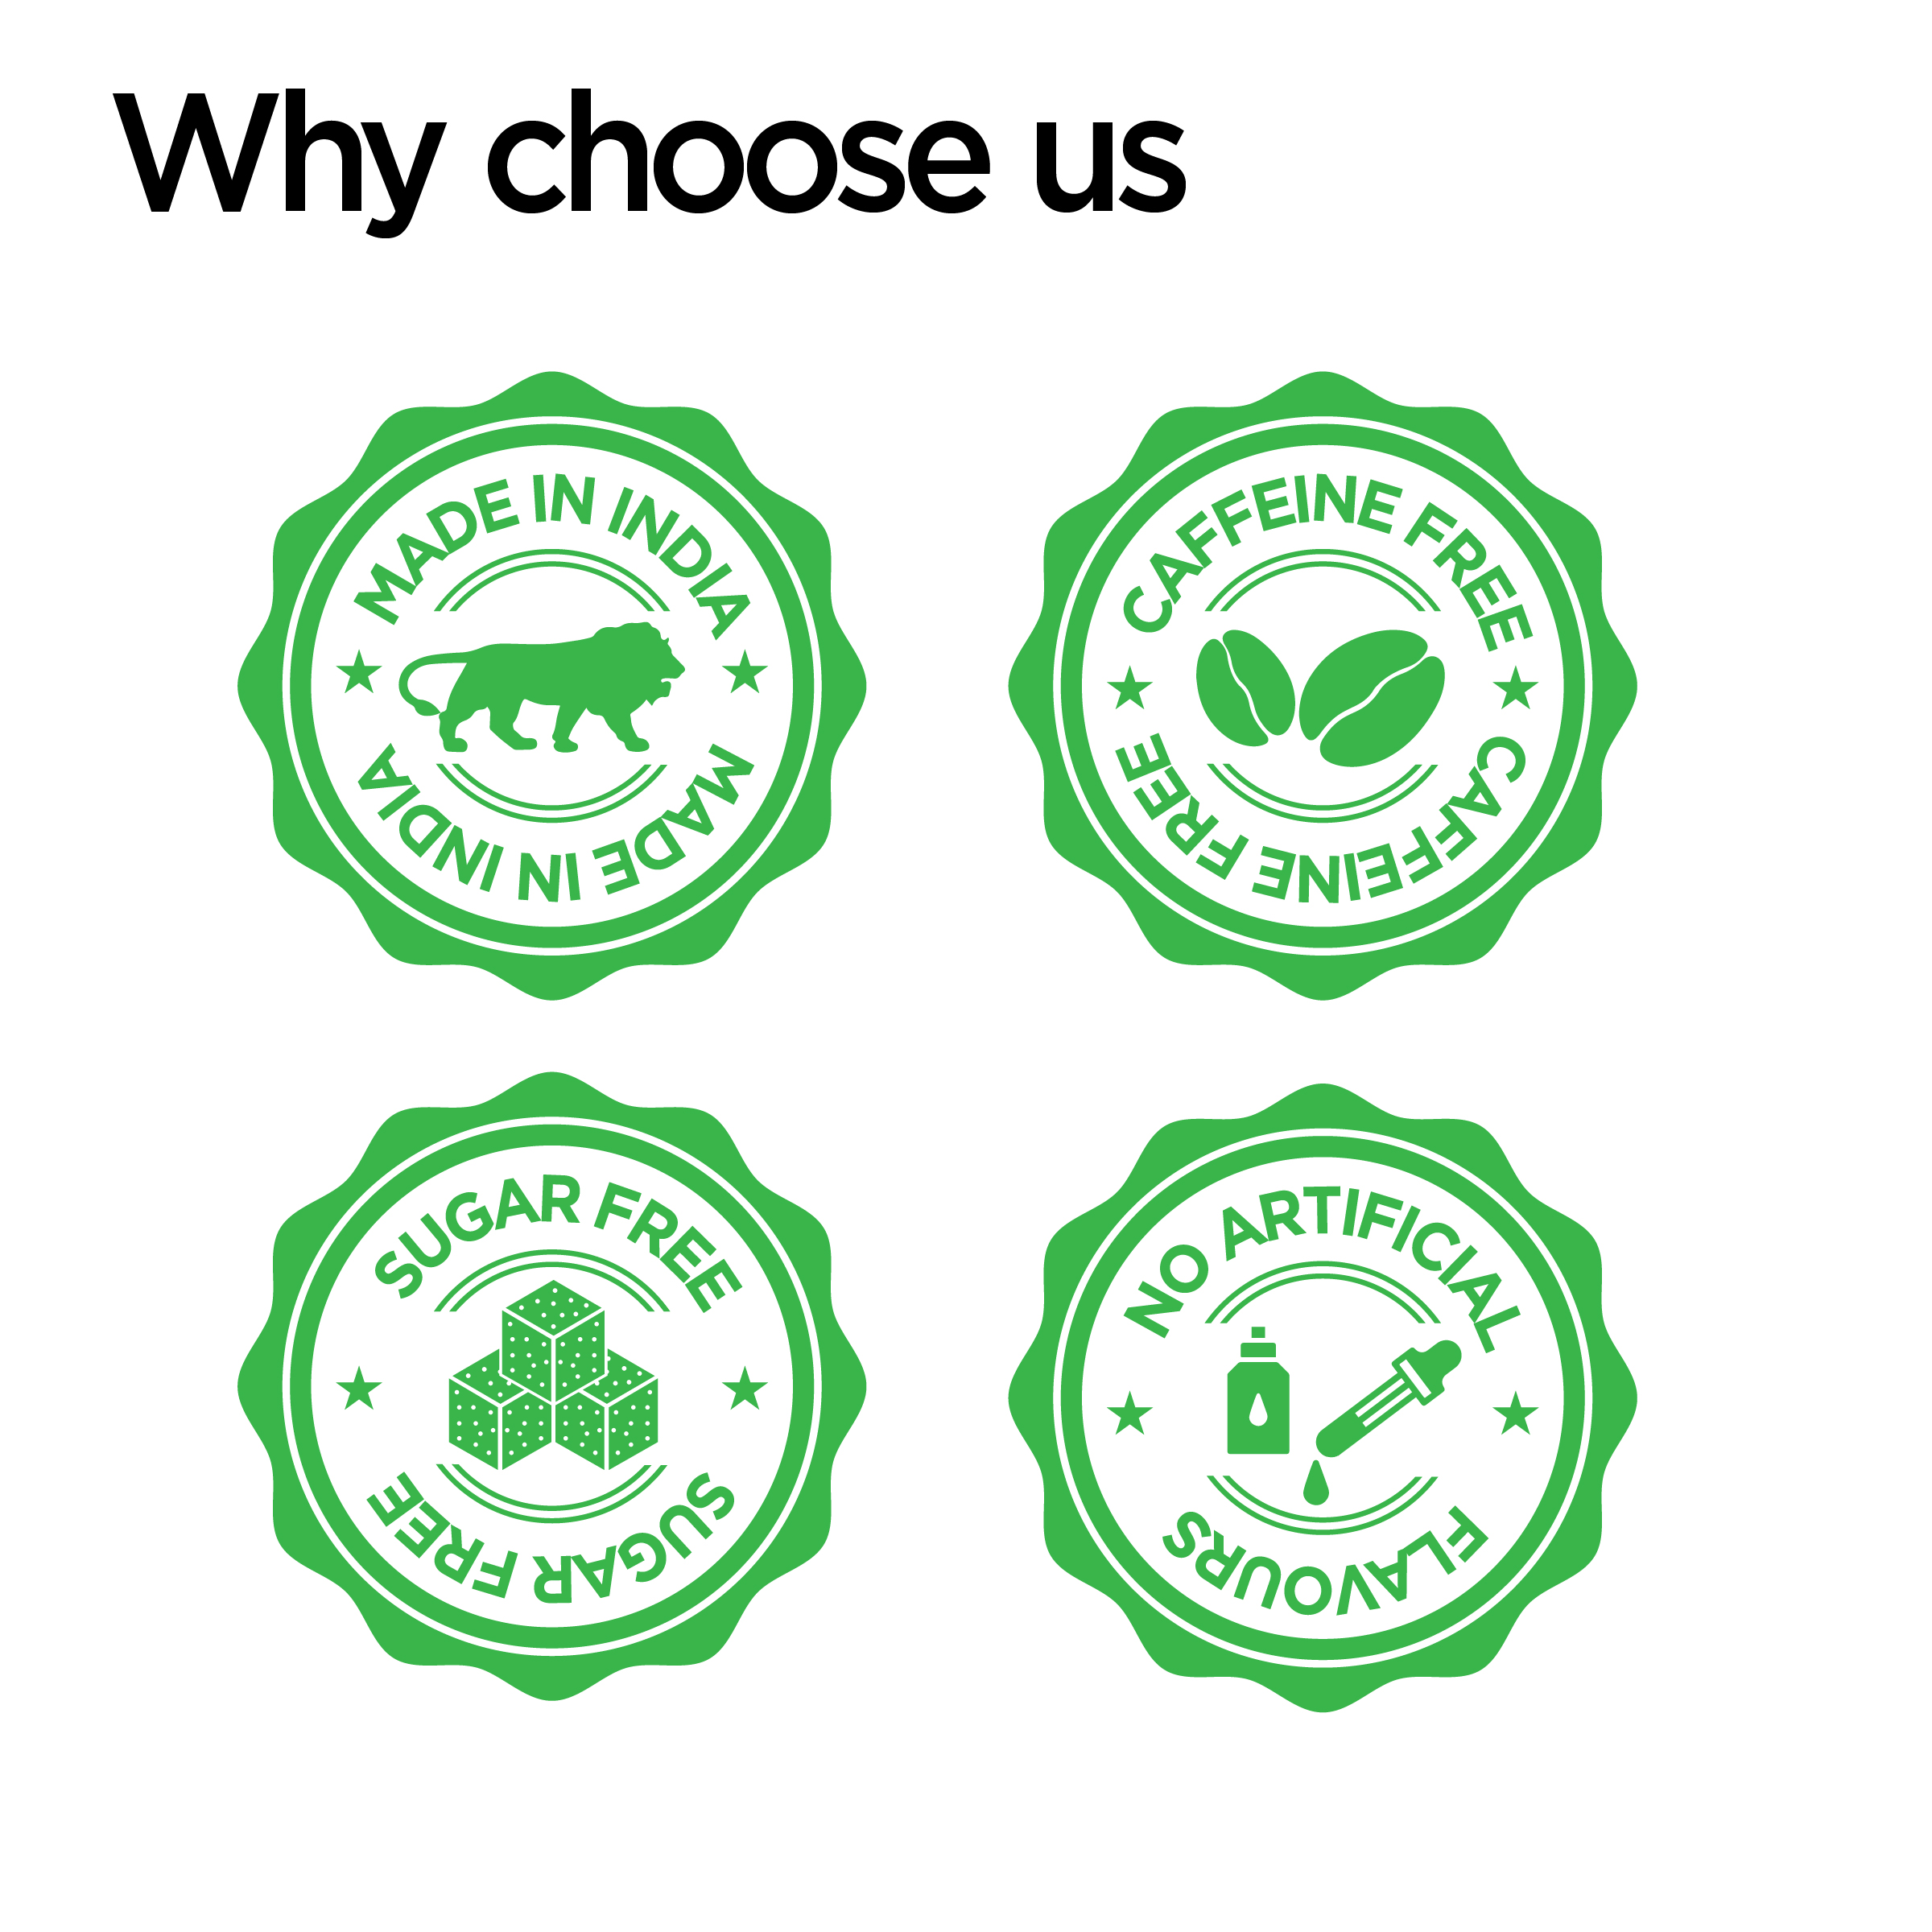 Why choose us
MADE IN INDIA
MADE IN INDIA
CAFFEINE FREE
CAFFEINE FREE
SUGAR FREE
SUGAR FREE
NO ARTIFICIAL
FLAVOURS